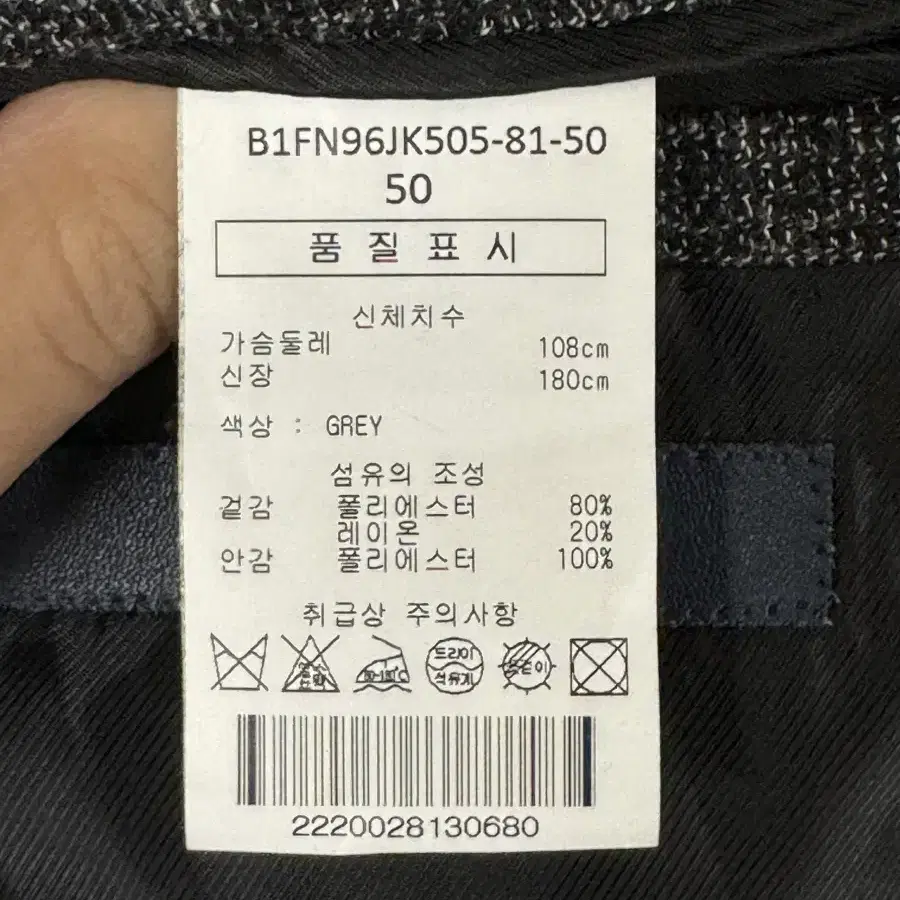 B1FN96JK505-81-50
50
품 질 표 시
신체치수
가슴둘레 108cm
신장 180cm
색상 : GREY
섬유의 조성
겉감 폴리에스터 80%
레이온 20%
안감 폴리에스터 100%
취급상 주의사항
드라이
석유계
2220028130680